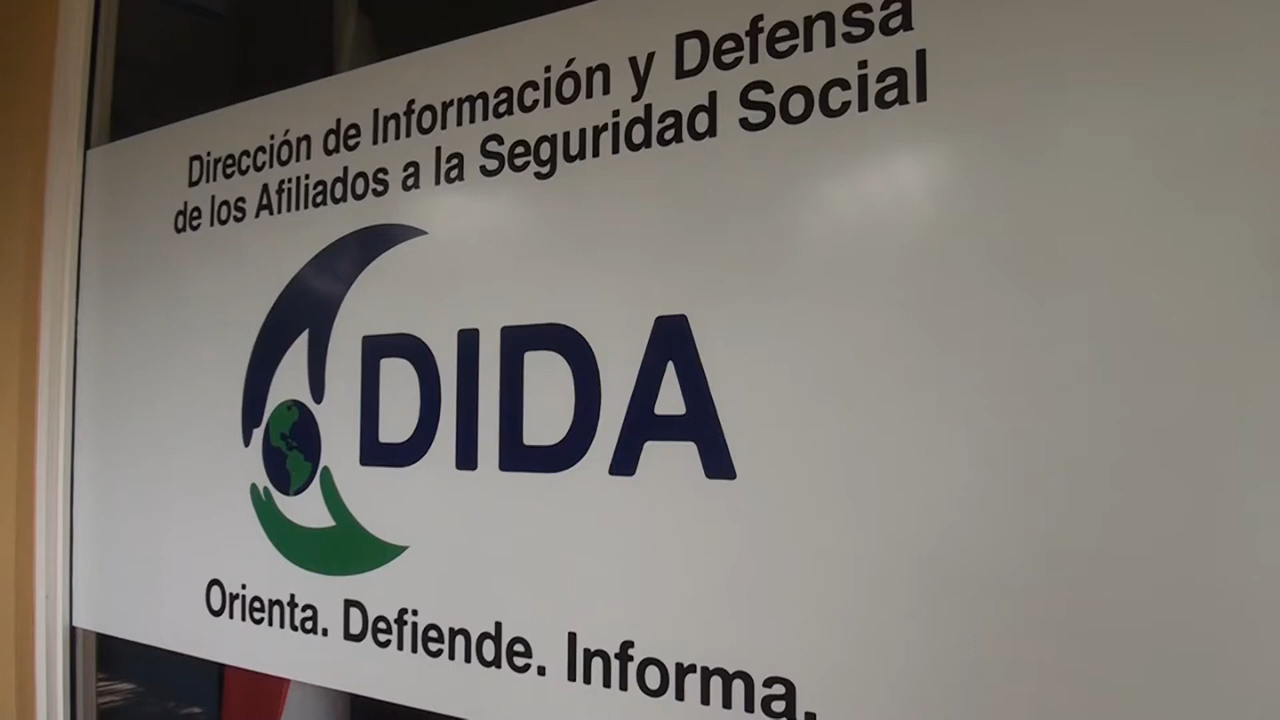 Dirección de Información y Defensa
de los Afiliados a la Seguridad Social
DIDA
Orienta. Defiende. Informa.